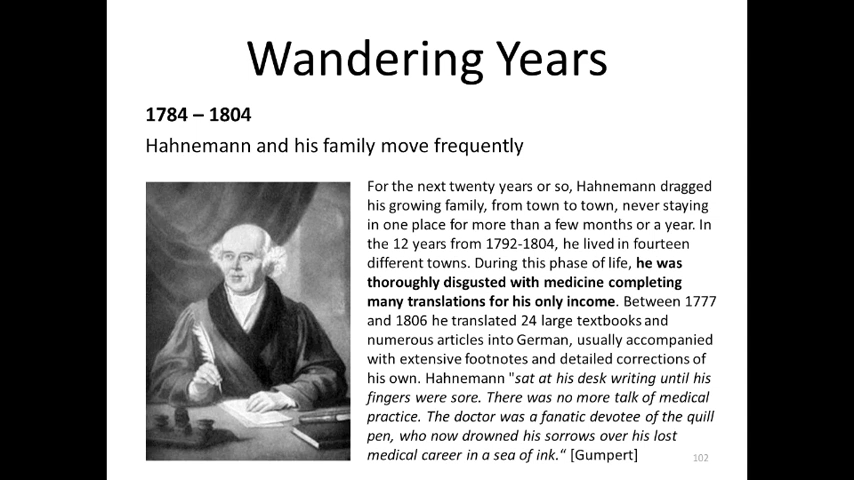 Wandering Years
1784 – 1804
Hahnemann and his family move frequently
For the next twenty years or so, Hahnemann dragged
his growing family, from town to town, never staying
in one place for more than a few months or a year. In
the 12 years from 1792-1804, he lived in fourteen
different towns. During this phase of life, he was
thoroughly disgusted with medicine completing
many translations for his only income. Between 1777
and 1806 he translated 24 large textbooks and
numerous articles into German, usually accompanied
with extensive footnotes and detailed corrections of
his own. Hahnemann "sat at his desk writing until his
fingers were sore. There was no more talk of medical
practice. The doctor was a fanatic devotee of the quill
pen, who now drowned his sorrows over his lost
medical career in a sea of ink.“ [Gumpert]
102